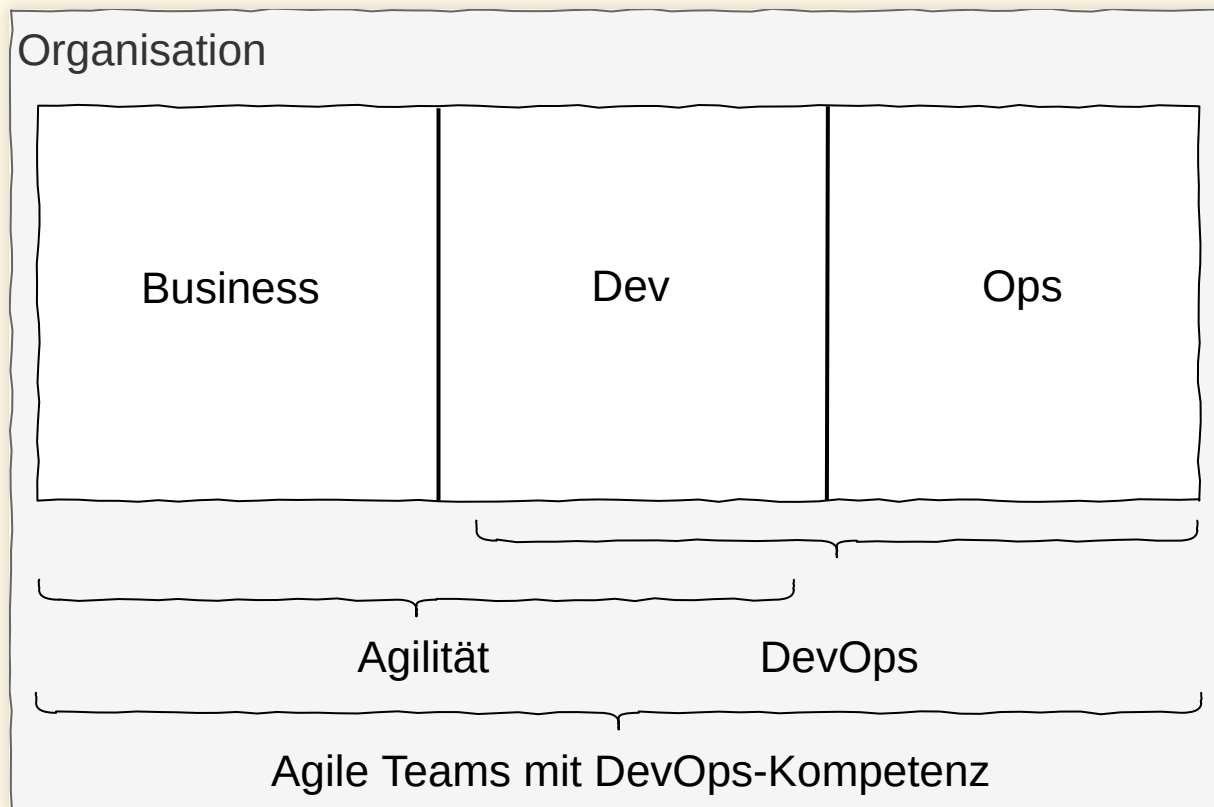 Organisation
Business
Dev
Ops
Agilität
DevOps
Agile Teams mit DevOps-Kompetenz